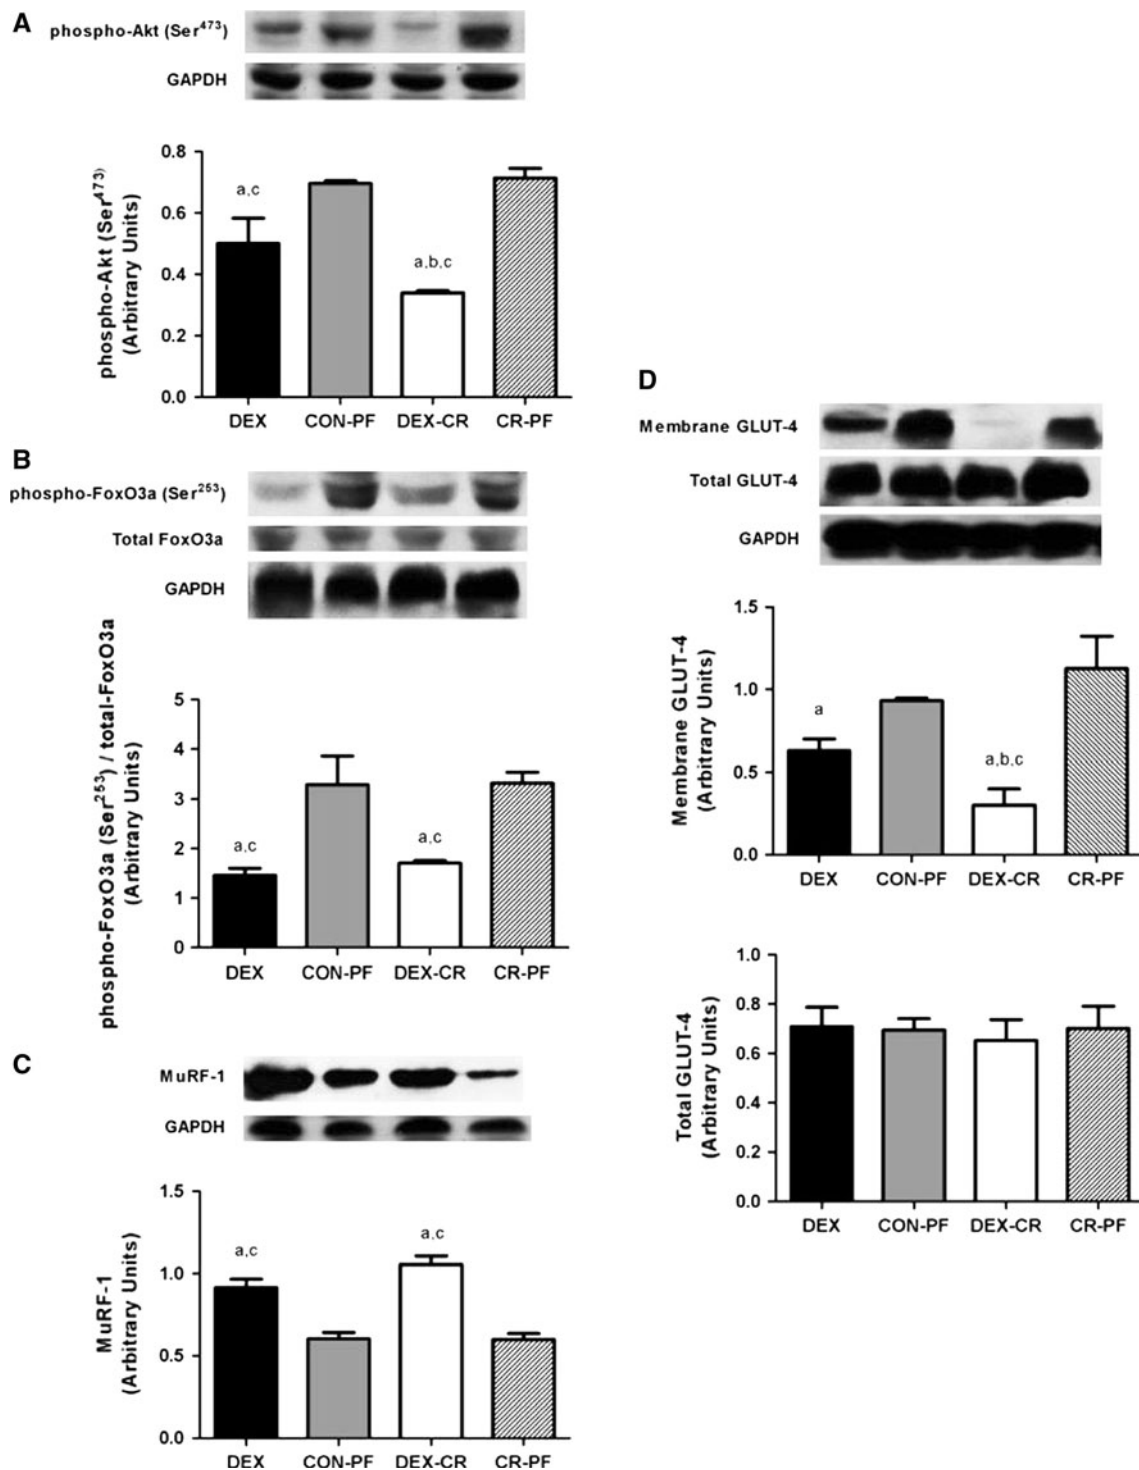 A
phospho-Akt (Ser473)
GAPDH
phospho-Akt (Ser473)
(Arbitrary Units)
0.8
0.6
0.4
0.2
0.0
a,c
a,b,c
DEX CON-PF DEX-CR CR-PF
B
phospho-FoxO3a (Ser253)
Total FoxO3a
GAPDH
phospho-FoxO3a (Ser253) / total-FoxO3a
(Arbitrary Units)
5
4
3
2
1
0
a,c
a,c
DEX CON-PF DEX-CR CR-PF
C
MuRF-1
GAPDH
MuRF-1
(Arbitrary Units)
1.5
1.0
0.5
0.0
a,c
a,c
DEX CON-PF DEX-CR CR-PF
D
Membrane GLUT-4
Total GLUT-4
GAPDH
Membrane GLUT-4
(Arbitrary Units)
1.5
1.0
0.5
0.0
a
a,b,c
DEX CON-PF DEX-CR CR-PF
Total GLUT-4
(Arbitrary Units)
1.0
0.8
0.6
0.4
0.2
0.0
DEX CON-PF DEX-CR CR-PF